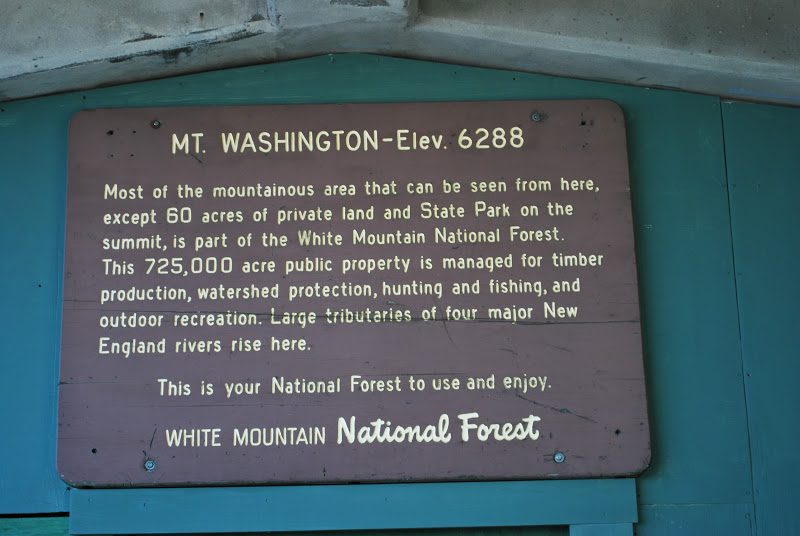 MT. WASHINGTON-Elev. 6288
Most of the mountainous area that can be seen from here,
except 60 acres of private land and State Park on the
summit, is part of the White Mountain National Forest.
This 725,000 acre public property is managed for timber
production, watershed protection, hunting and fishing, and
outdoor recreation. Large tributaries of four major New
England rivers rise here.
This is your National Forest to use and enjoy.
WHITE MOUNTAIN National Forest